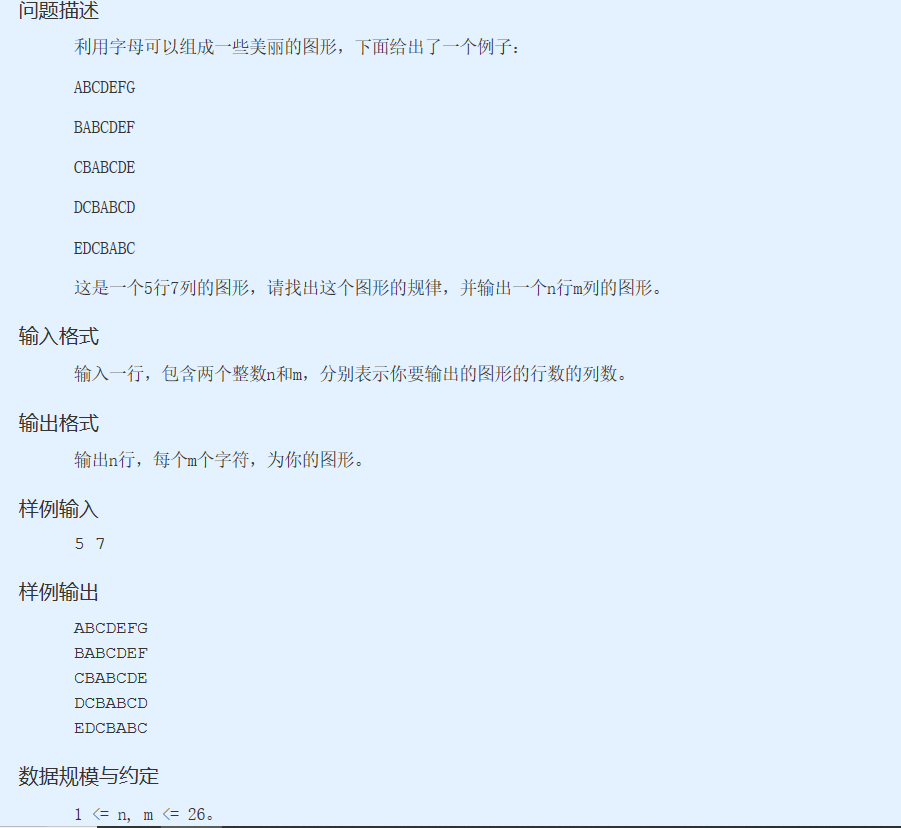 问题描述
利用字母可以组成一些美丽的图形，下面给出了一个例子：
ABCDEFG
BABCDEF
CBABCDE
DCBABCD
EDCBABC
这是一个5行7列的图形，请找出这个图形的规律，并输出一个n行m列的图形。
输入格式
输入一行，包含两个整数n和m，分别表示你要输出的图形的行数的列数。
输出格式
输出n行，每个m个字符，为你的图形。
样例输入
5 7
样例输出
ABCDEFG
BABCDEF
CBABCDE
DCBABCD
EDCBABC
数据规模与约定
1 <= n, m <= 26。